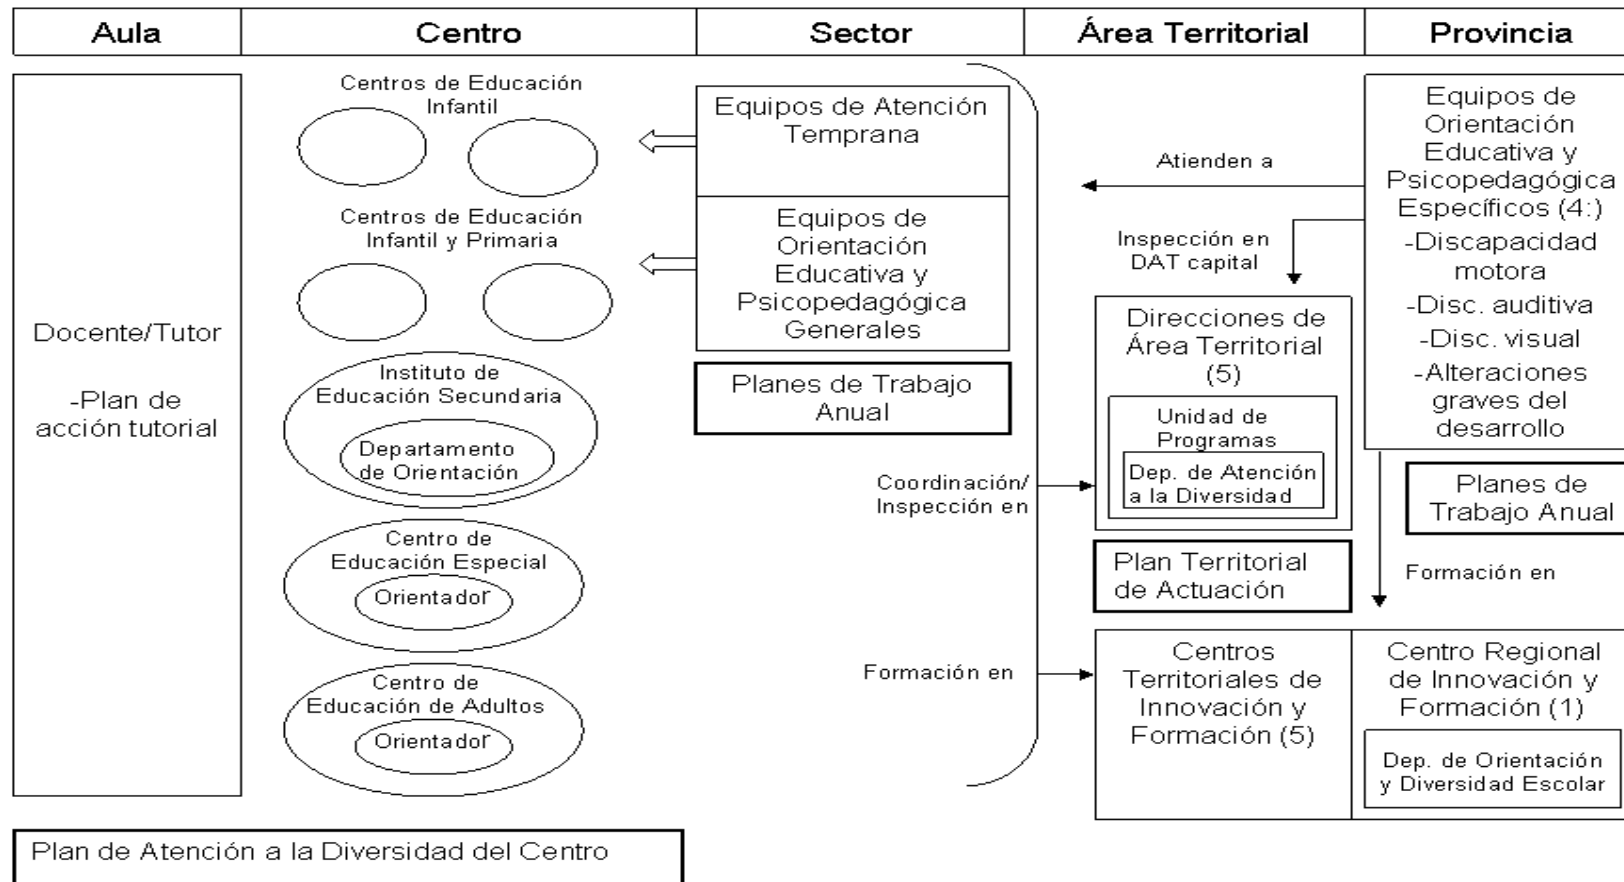 Aula
Centro
Sector
Área Territorial
Provincia
Docente/Tutor
-Plan de
acción tutorial
Centros de Educación
Infantil
Centros de Educación
Infantil y Primaria
Instituto de
Educación Secundaria
Departamento
de Orientación
Centro de
Educación Especial
Orientador
Centro de
Educación de Adultos
Orientador
Equipos de Atención
Temprana
Equipos de
Orientación
Educativa y
Psicopedagógica
Generales
Planes de Trabajo
Anual
Coordinación/
Inspección en
Formación en
Atienden a
Inspección en
DAT capital
Direcciones de
Área Territorial
(5)
Unidad de
Programas
Dep. de Atención
a la Diversidad
Plan Territorial
de Actuación
Centros
Territoriales de
Innovación y
Formación (5)
Equipos de
Orientación
Educativa y
Psicopedagógica
Específicos (4:)
-Discapacidad
motora
-Disc. auditiva
-Disc. visual
-Alteraciones
graves del
desarrollo
Planes de
Trabajo Anual
Formación en
Centro Regional
de Innovación y
Formación (1)
Dep. de Orientación
y Diversidad Escolar
Plan de Atención a la Diversidad del Centro